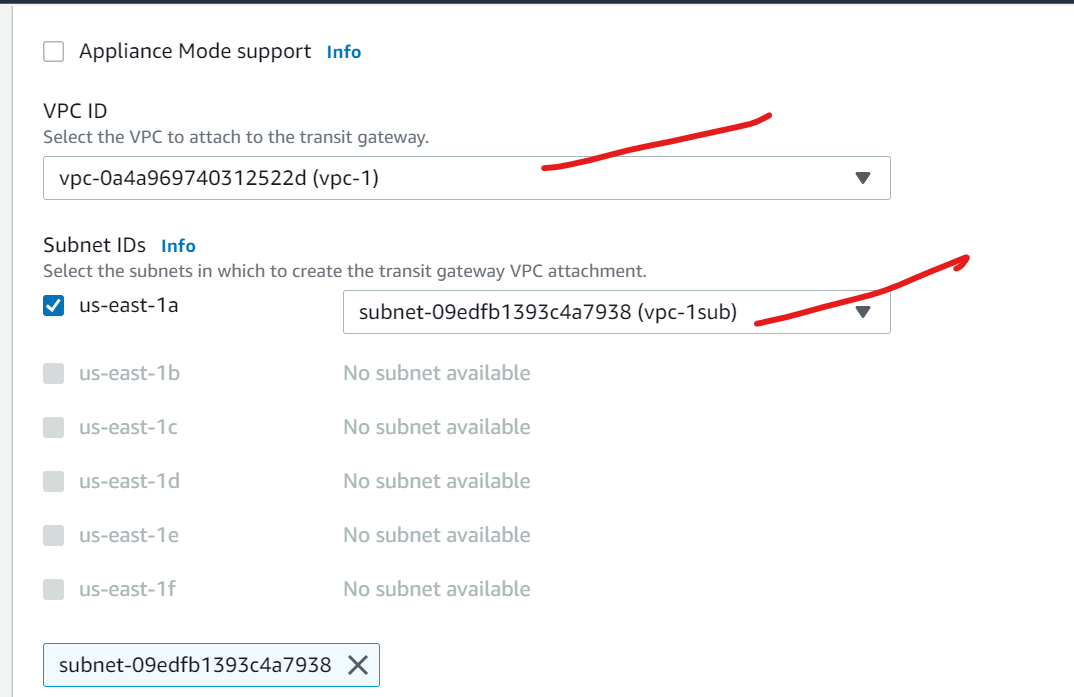 Appliance Mode support Info
VPC ID
Select the VPC to attach to the transit gateway.
vpc-0a4a969740312522d (vpc-1)
Subnet IDs Info
Select the subnets in which to create the transit gateway VPC attachment.
us-east-1a subnet-09edfb1393c4a7938 (vpc-1sub)
us-east-1b No subnet available
us-east-1c No subnet available
us-east-1d No subnet available
us-east-1e No subnet available
us-east-1f No subnet available
subnet-09edfb1393c4a7938